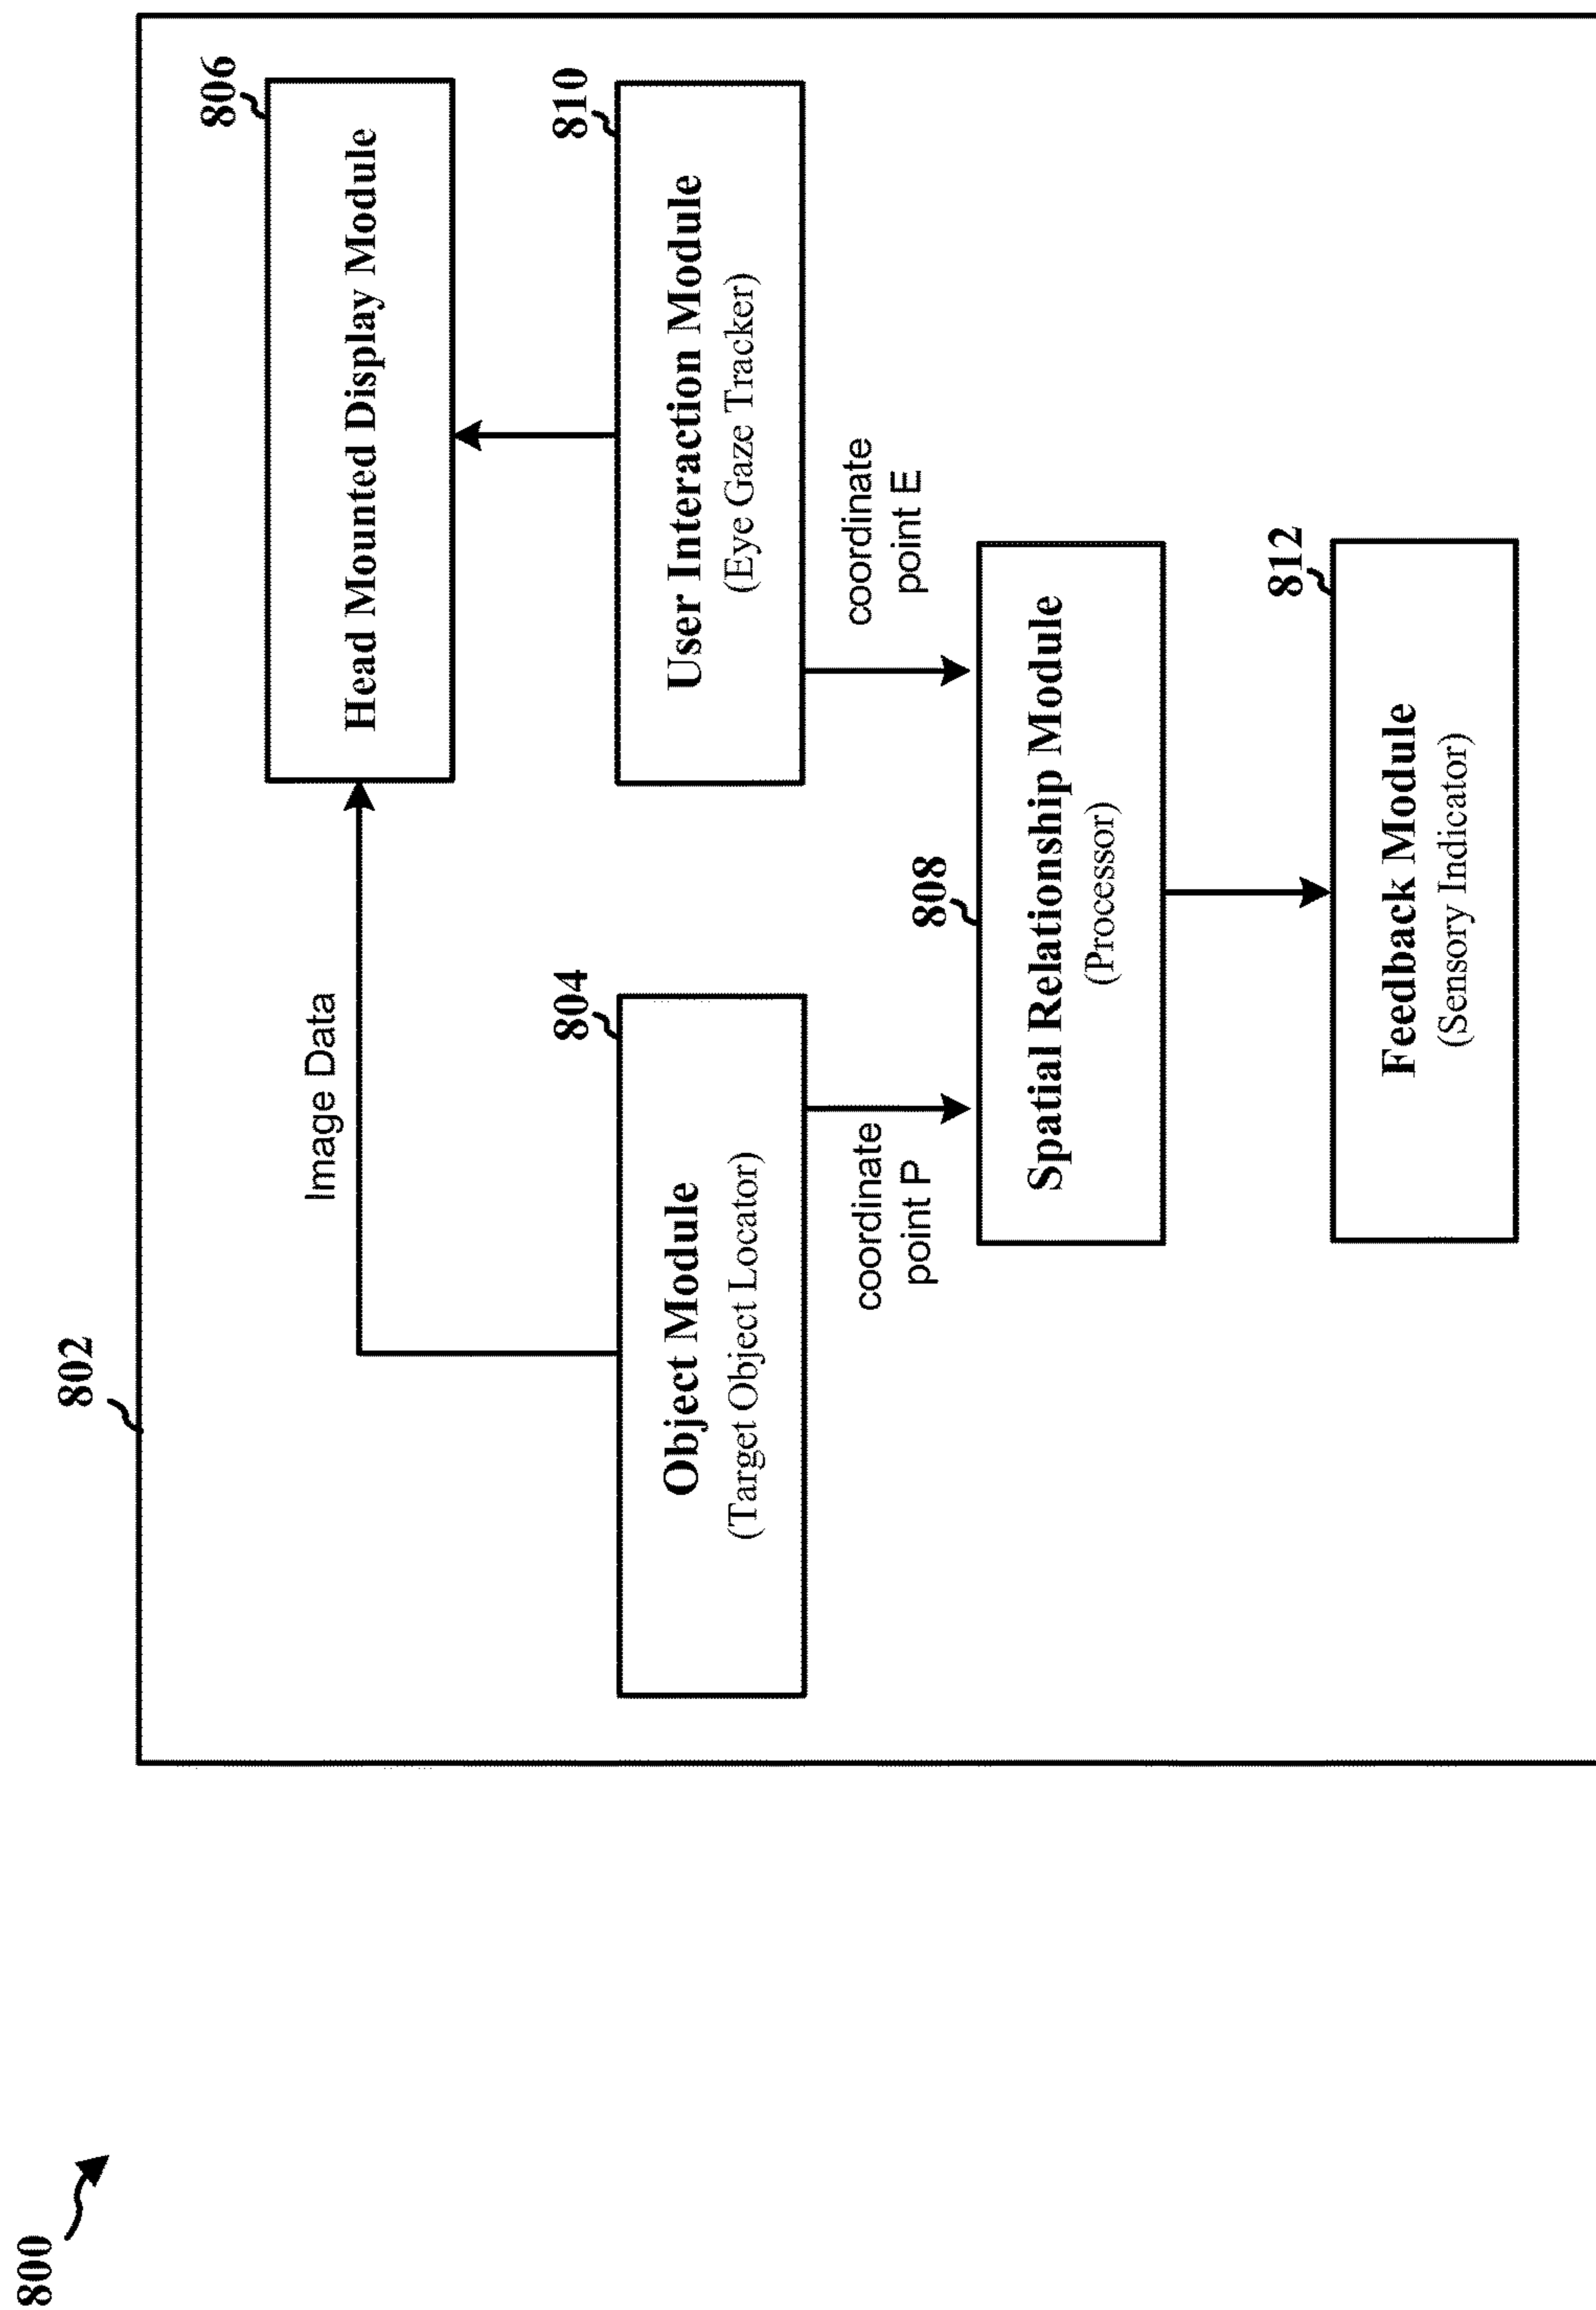 800
802
Image Data
806
Head Mounted Display Module
804
Object Module
(Target Object Locator)
810
User Interaction Module
(Eye Gaze Tracker)
coordinate
point P
coordinate
point E
808
Spatial Relationship Module
(Processor)
812
Feedback Module
(Sensory Indicator)